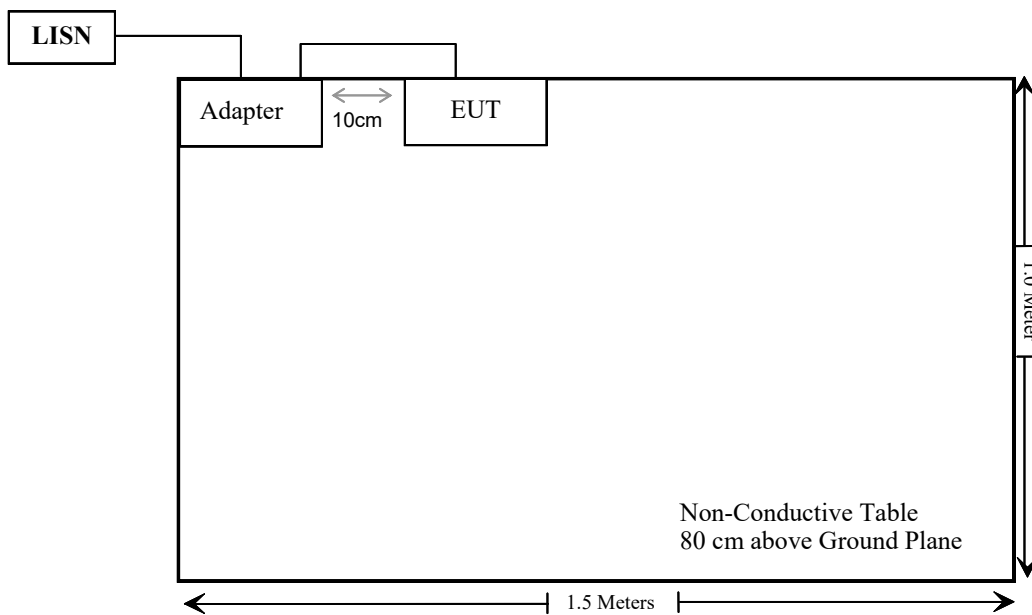 LISN
Adapter
10cm
EUT
1.0 Meter
Non-Conductive Table
80 cm above Ground Plane
1.5 Meters